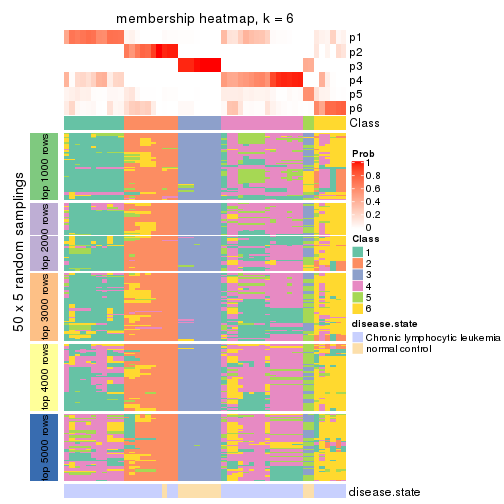 membership heatmap, k = 6
p1
p2
p3
p4
p5
p6
Class
50 x 5 random samplings
top 1000 rows
top 2000 rows
top 3000 rows
top 4000 rows
top 5000 rows
Prob
1
0.8
0.6
0.4
0.2
0
Class
1
2
3
4
5
6
disease.state
Chronic lymphocytic leukemia
normal control
disease.state